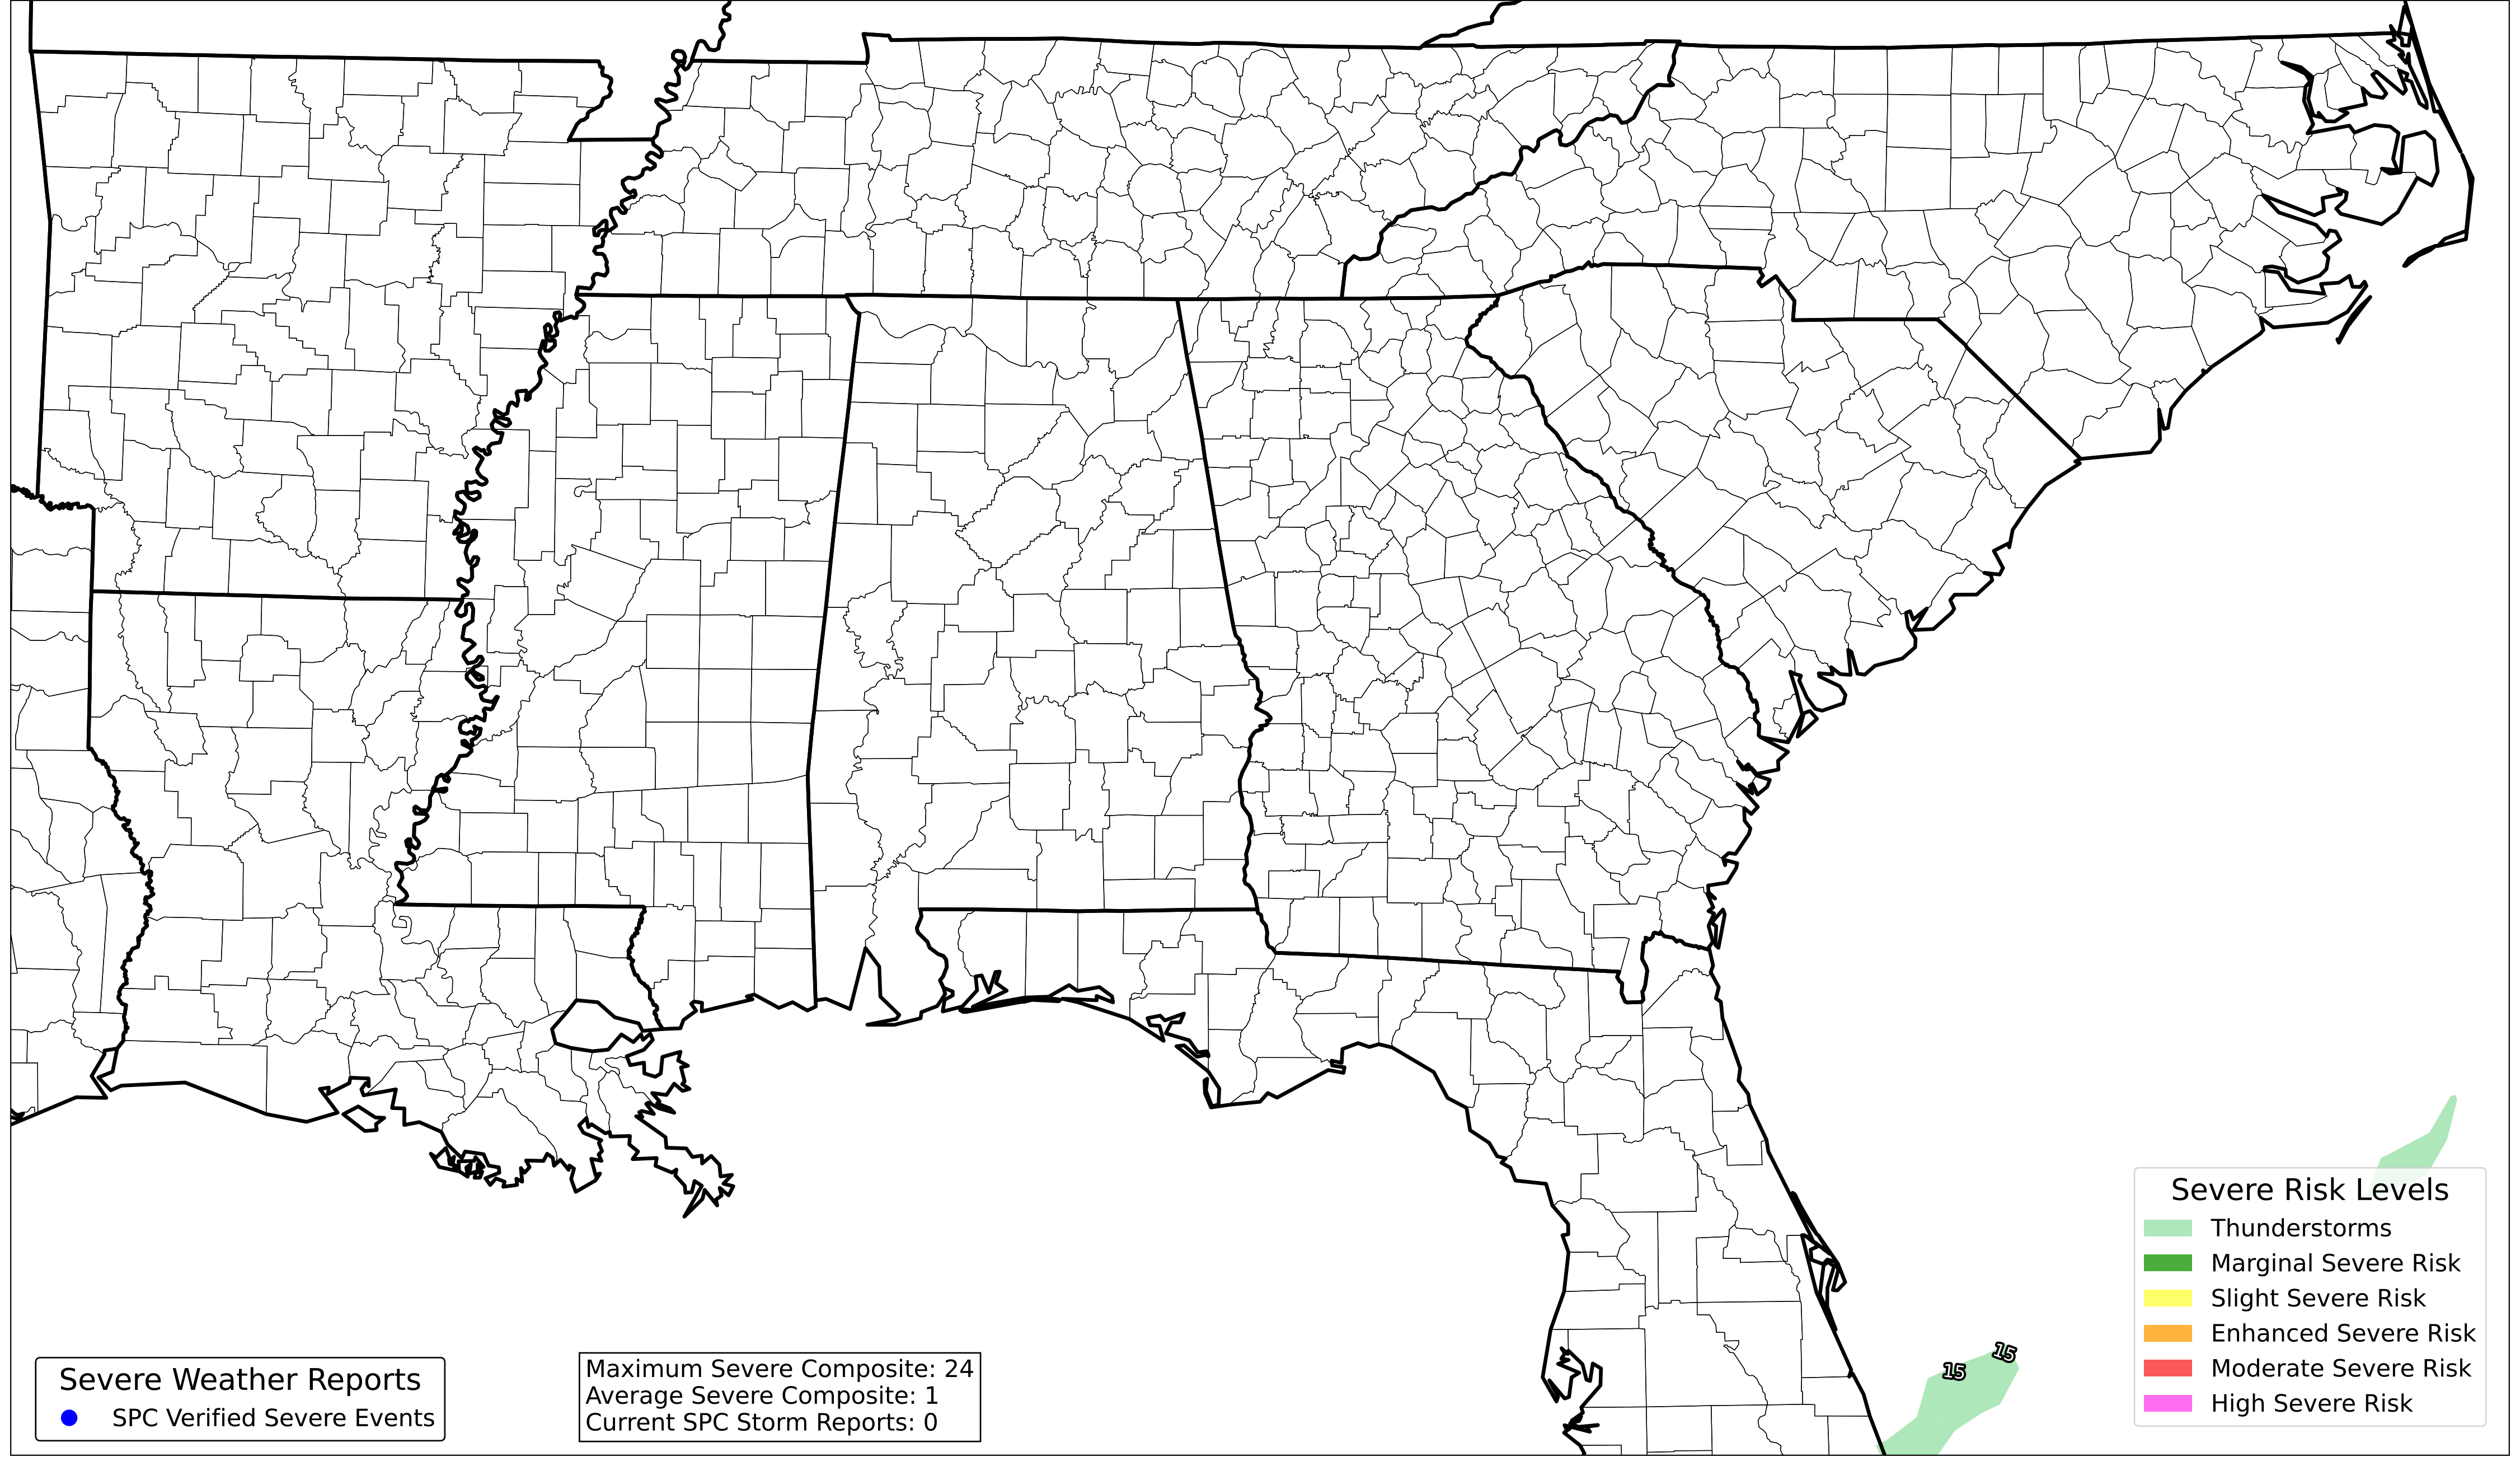 15
15
Severe Weather Reports
SPC Verified Severe Events
Maximum Severe Composite: 24
Average Severe Composite: 1
Current SPC Storm Reports: 0
Severe Risk Levels
Thunderstorms
Marginal Severe Risk
Slight Severe Risk
Enhanced Severe Risk
Moderate Severe Risk
High Severe Risk